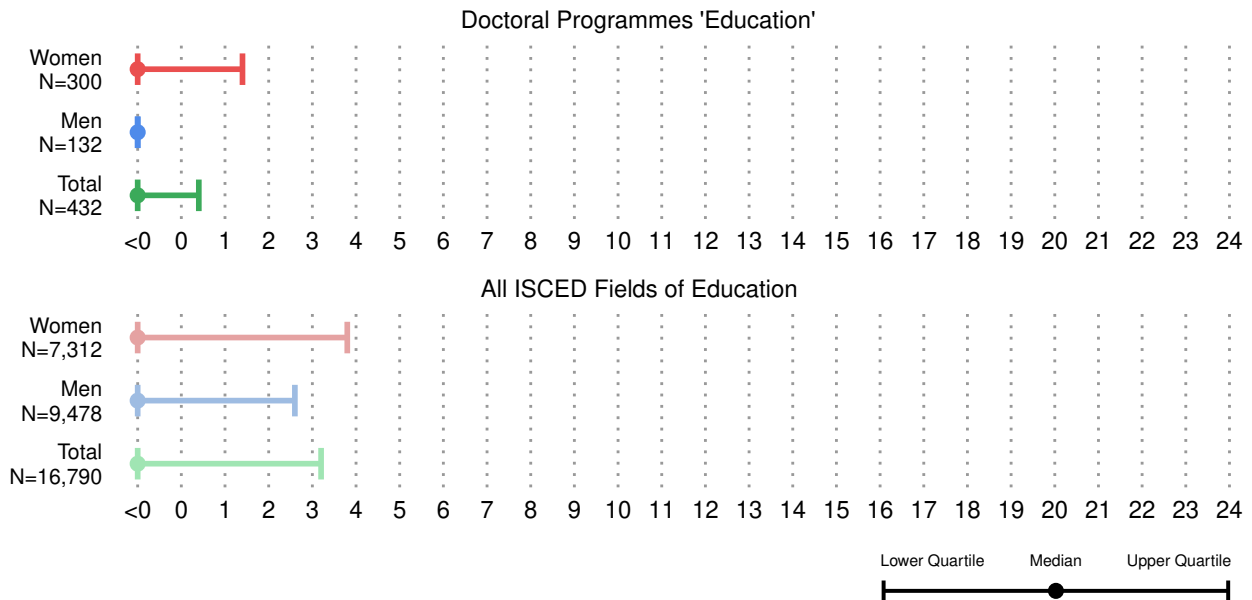 Doctoral Programmes 'Education'
Women
N=300
Men
N=132
Total
N=432
<0 0 1 2 3 4 5 6 7 8 9 10 11 12 13 14 15 16 17 18 19 20 21 22 23 24
All ISCED Fields of Education
Women
N=7,312
Men
N=9,478
Total
N=16,790
<0 0 1 2 3 4 5 6 7 8 9 10 11 12 13 14 15 16 17 18 19 20 21 22 23 24
Lower Quartile Median Upper Quartile